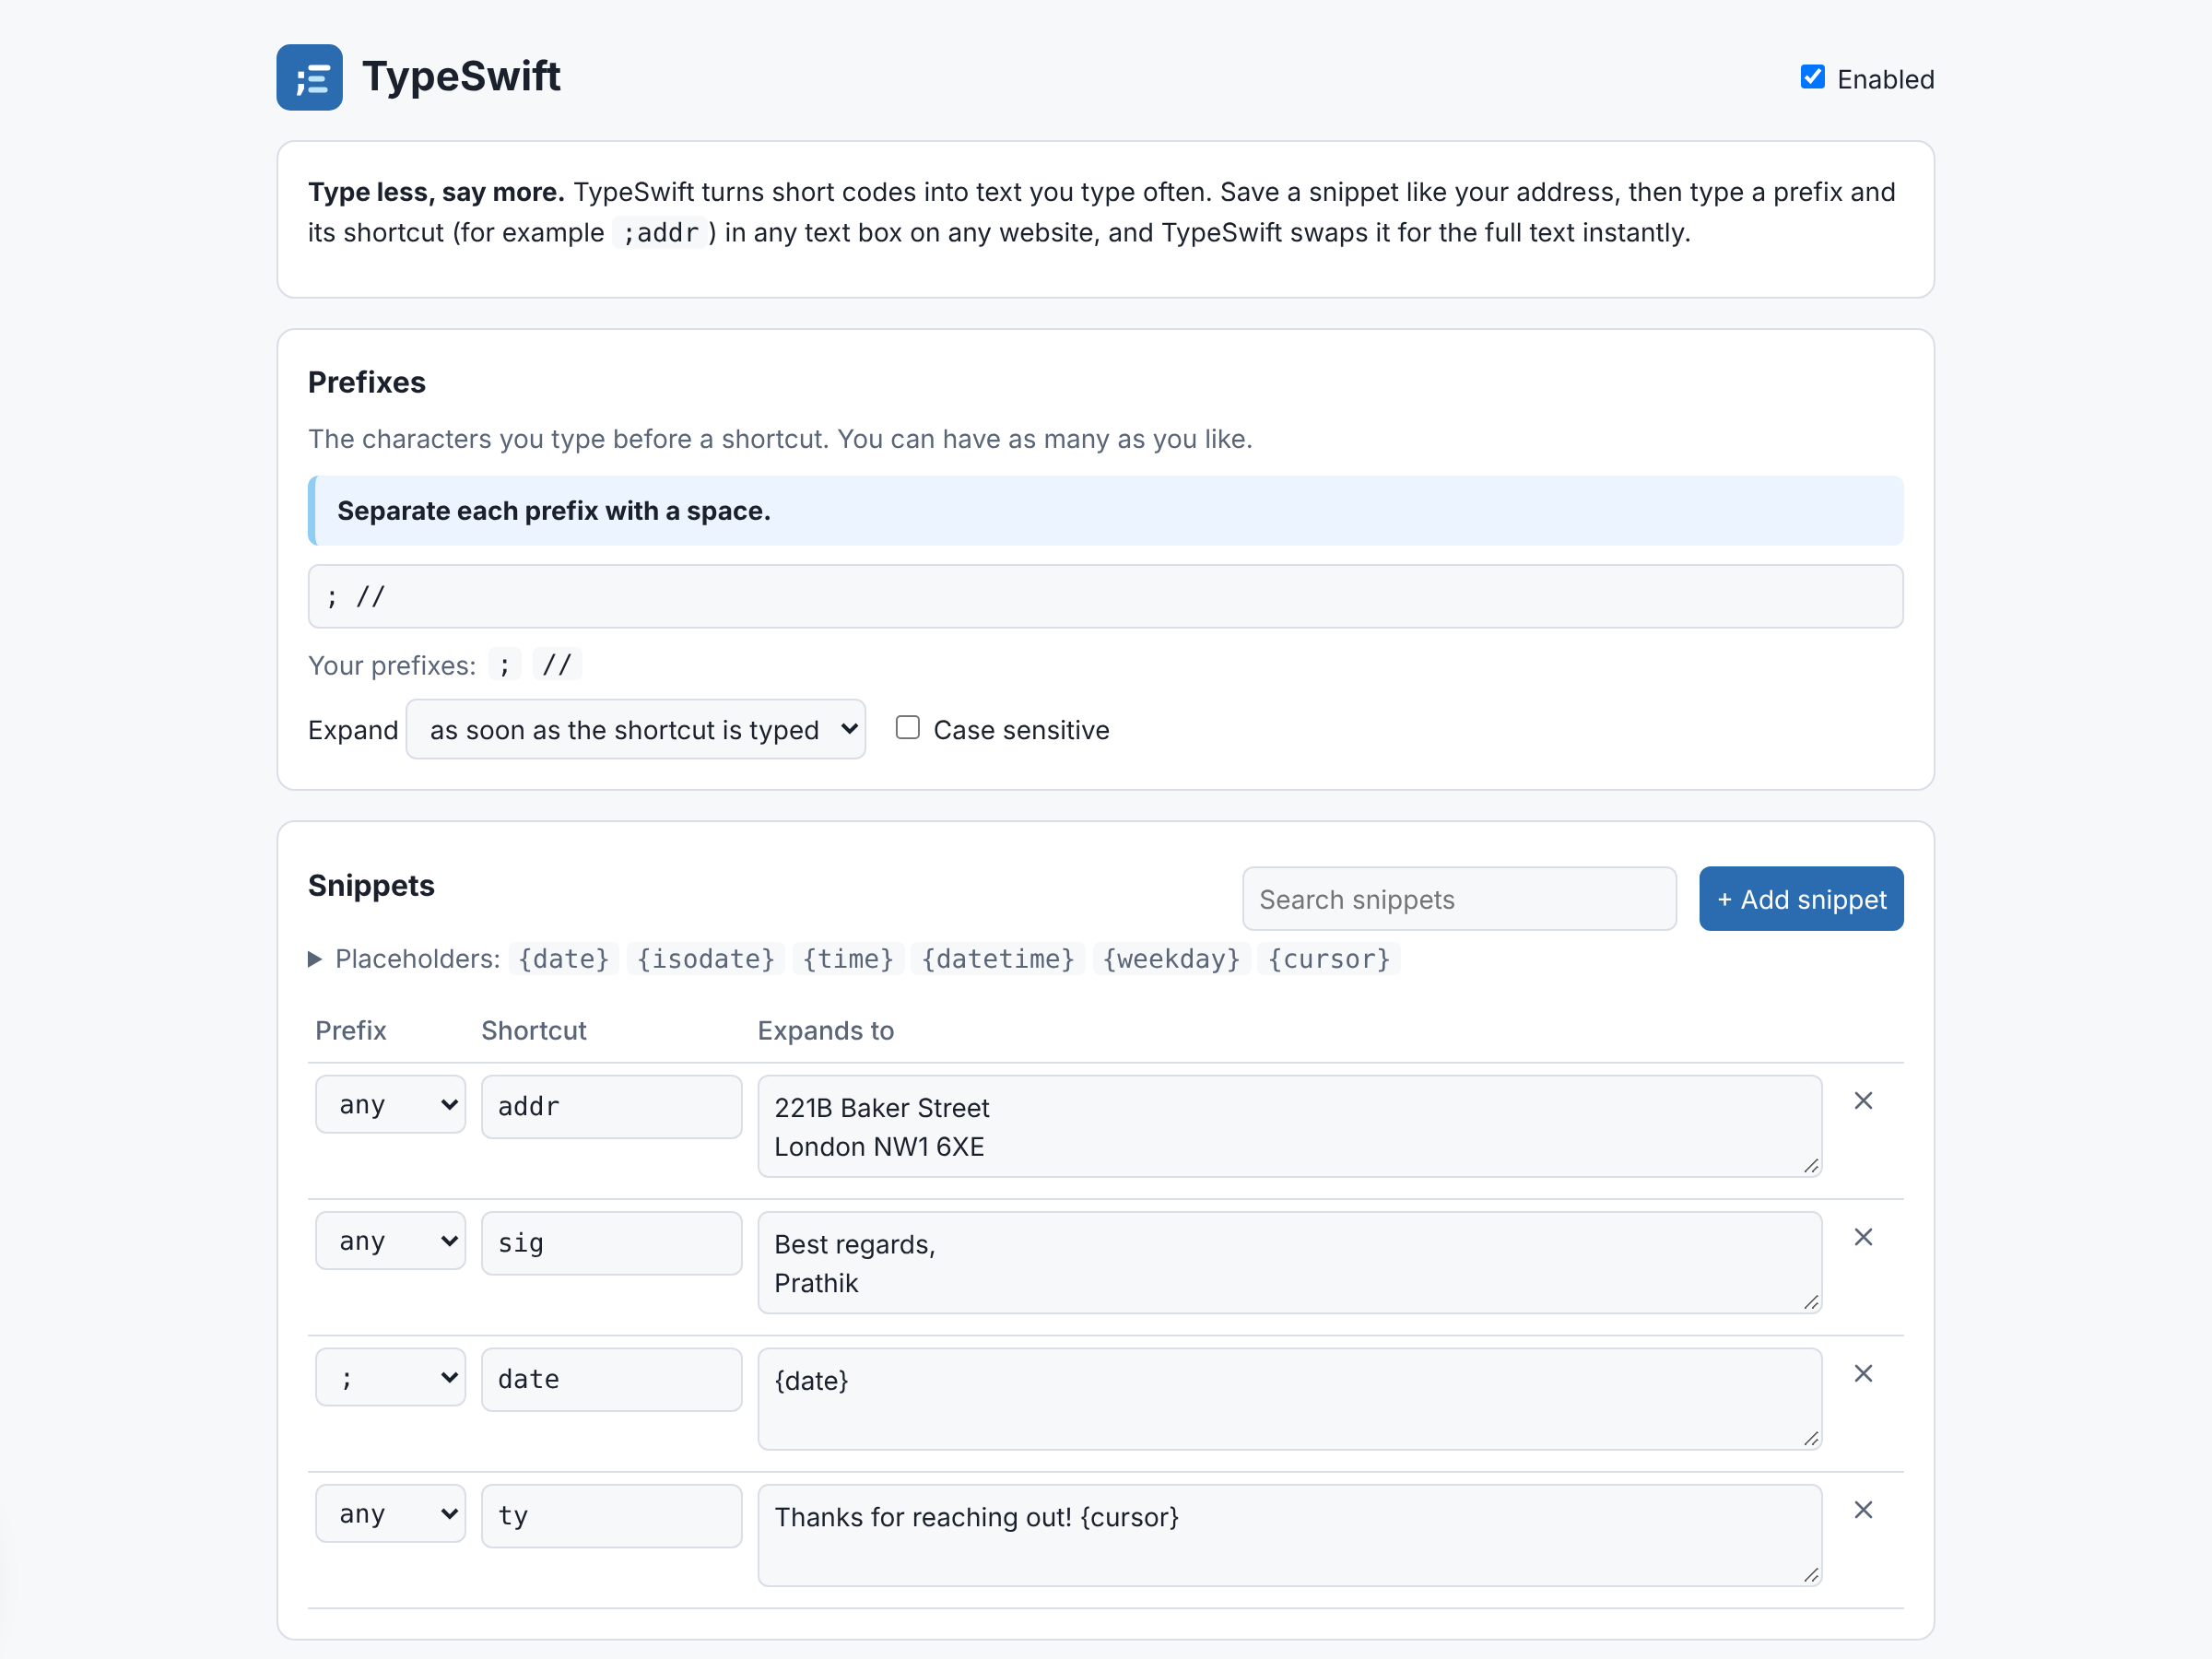 TypeSwift
Enabled
Type less, say more. TypeSwift turns short codes into text you type often. Save a snippet like your address, then type a prefix and
its shortcut (for example ;addr) in any text box on any website, and TypeSwift swaps it for the full text instantly.
Prefixes
The characters you type before a shortcut. You can have as many as you like.
Separate each prefix with a space.
; //
Your prefixes: ; //
Expand as soon as the shortcut is typed Case sensitive
Snippets
Search snippets
+ Add snippet
Placeholders: {date} {isodate} {time} {datetime} {weekday} {cursor}
Prefix Shortcut Expands to
any addr 221B Baker Street
London NW1 6XE
any sig Best regards,
Prathik
; date {date}
any ty Thanks for reaching out! {cursor}